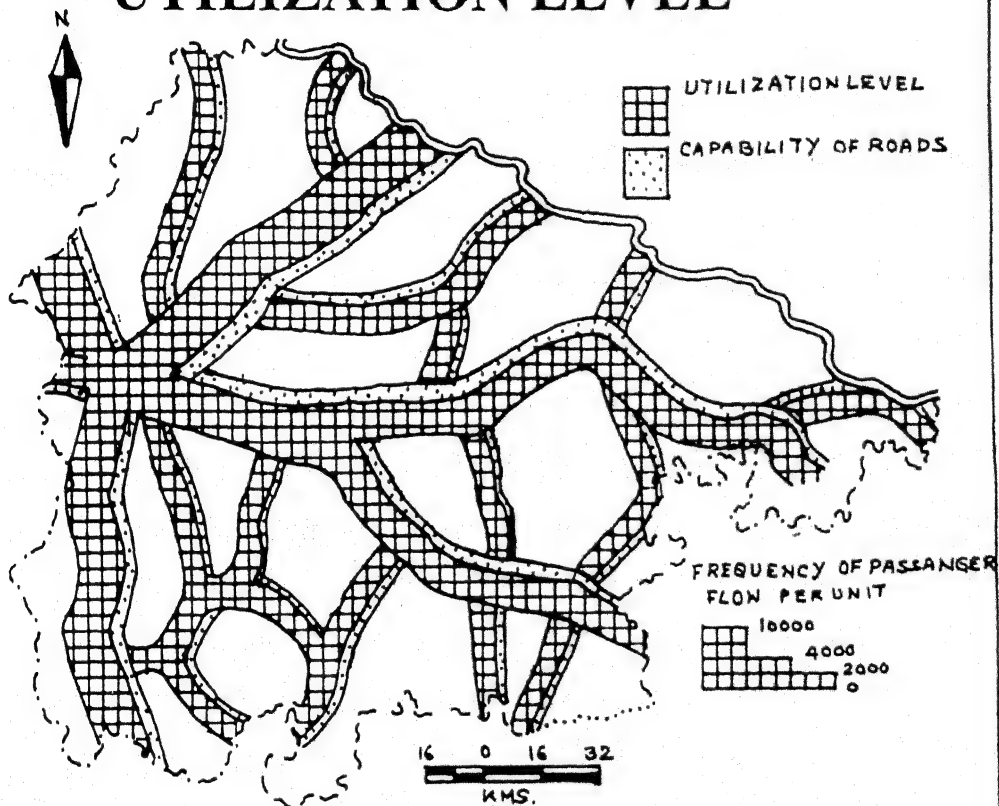 UTILIZATION LEVEL
N
UTILIZATION LEVEL
CAPABILITY OF ROADS
FREQUENCY OF PASSANGER
FLON PER UNIT
10000
4000
2000
0
16 0 16 32
KMS.